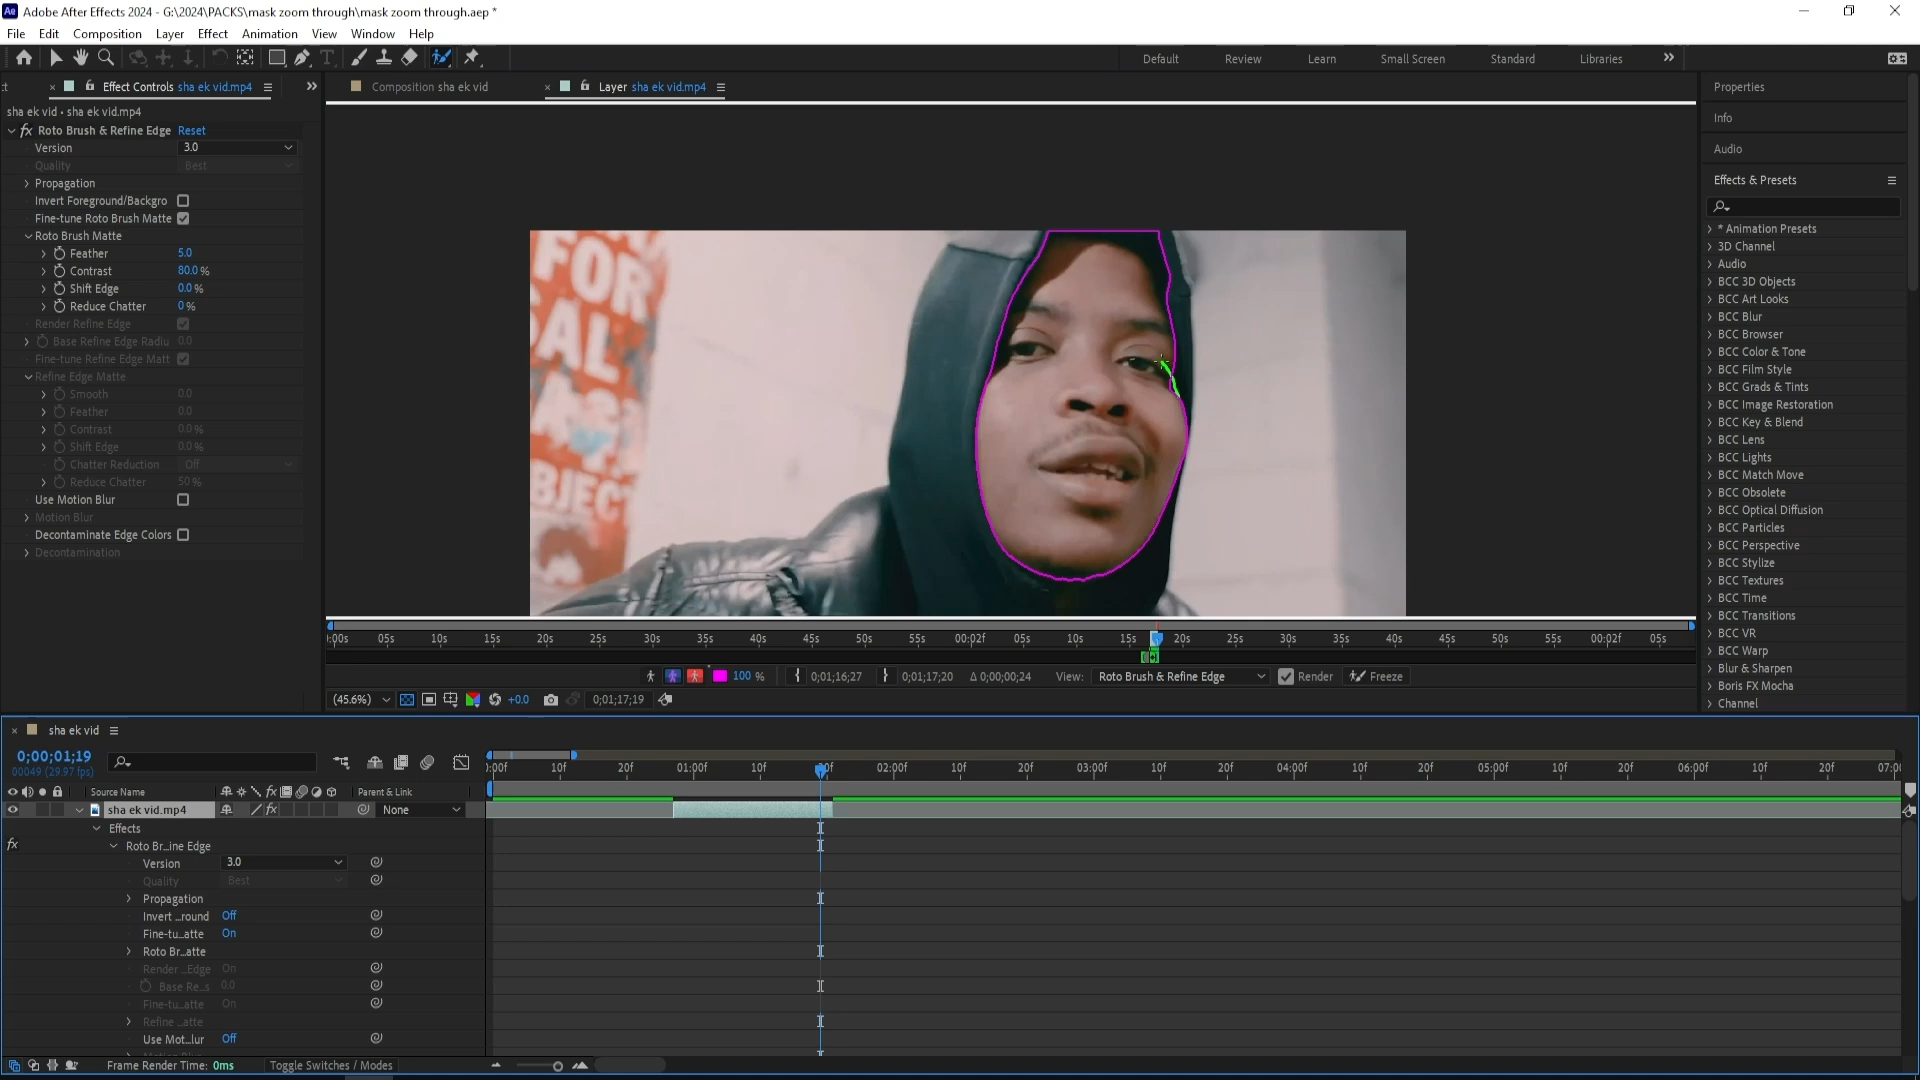 Ae Adobe After Effects 2024 - G:\2024\PACKS\mask zoom through\mask zoom through.aep *
File Edit Composition Layer Effect Animation View Window Help
Default Review Learn Small Screen Standard Libraries
Effect Controls sha ek vid.mp4
Composition sha ek vid
Layer sha ek vid.mp4
sha ek vid • sha ek vid.mp4
fx Roto Brush & Refine Edge Reset
Version 3.0
Quality Best
Propagation
Invert Foreground/Backgro
Fine-tune Roto Brush Matte
Roto Brush Matte
Feather 5.0
Contrast 80.0 %
Shift Edge 0.0 %
Reduce Chatter 0 %
Render Refine Edge
Base Refine Edge Radiu 0.0
Fine-tune Refine Edge Matt
Refine Edge Matte
Smooth 0.0
Feather 0.0
Contrast 0.0 %
Shift Edge 0.0 %
Chatter Reduction Off
Reduce Chatter 50 %
Use Motion Blur
Motion Blur
Decontaminate Edge Colors
Decontamination
FOR
BJEC
Properties
Info
Audio
Effects & Presets
* Animation Presets
3D Channel
Audio
BCC 3D Objects
BCC Art Looks
BCC Blur
BCC Browser
BCC Color & Tone
BCC Film Style
BCC Grads & Tints
BCC Image Restoration
BCC Key & Blend
BCC Lens
BCC Lights
BCC Match Move
BCC Obsolete
BCC Optical Diffusion
BCC Particles
BCC Perspective
BCC Stylize
BCC Textures
BCC Time
BCC Transitions
BCC VR
BCC Warp
Blur & Sharpen
Boris FX Mocha
Channel
):00s 05s 10s 15s 20s 25s 30s 35s 40s 45s 50s 55s 00:02f 05s 10s 15s 20s 25s 30s 35s 40s 45s 50s 55s 00:02f 05s
100 % 0;01;16;27 0;01;17;20 Δ 0;00;00;24 View: Roto Brush & Refine Edge Render Freeze
(45.6%) +0.0 0;01;17;19
sha ek vid
0;00;01;19
00049 (29.97 fps)
):00f 10f 20f 01:00f 10f 20f 02:00f 10f 20f 03:00f 10f 20f 04:00f 10f 20f 05:00f 10f 20f 06:00f 10f 20f 07:0
Source Name Parent & Link
sha ek vid.mp4 fx None
Effects
fx Roto Br...ine Edge
Version 3.0
Quality Best
Propagation
Invert ...round Off
Fine-tu...atte On
Roto Br...atte
Render ...Edge On
Base Re...s 0.0
Fine-tu...atte On
Refine ...atte
Use Mot...lur Off
Frame Render Time: 0ms Toggle Switches / Modes